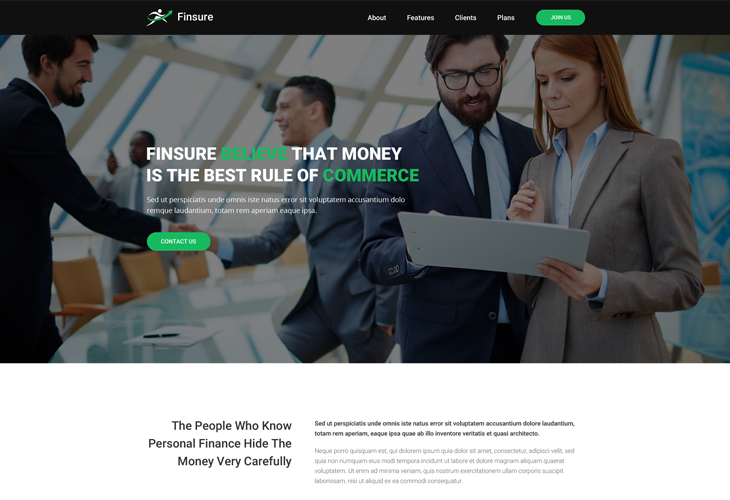 Finsure
About Features Clients Plans JOIN US
FINSURE BELIEVE THAT MONEY
IS THE BEST RULE OF COMMERCE
Sed ut perspiciatis unde omnis iste natus error sit voluptatem accusantium dolo
remque laudantium, totam rem aperiam eaque ipsa.
CONTACT US
The People Who Know
Personal Finance Hide The
Money Very Carefully
Sed ut perspiciatis unde omnis iste natus error sit voluptatem accusantium dolore laudantium,
totam rem aperiam, eaque ipsa quae ab illo inventore veritatis et quasi architecto.
Neque porro quisquam est, qui dolorem ipsum quia dolor sit amet, consectetur, adipisci velit, sed
quia non numquam eius modi tempora incidunt ut labore et dolore magnam aliquam quaerat
voluptatem. Ut enim ad minima veniam, quis nostrum exercitationem ullam corporis suscipit
laboriosam, nisi ut aliquid ex ea commodi consequatur.